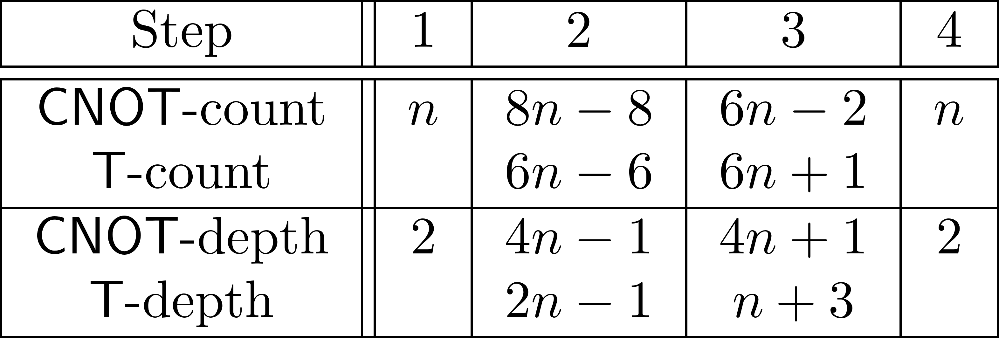 Step 1 2 3 4
CNOT-count n 8n − 8 6n − 2 n
T-count 6n − 6 6n + 1
CNOT-depth 2 4n − 1 4n + 1 2
T-depth 2n − 1 n + 3